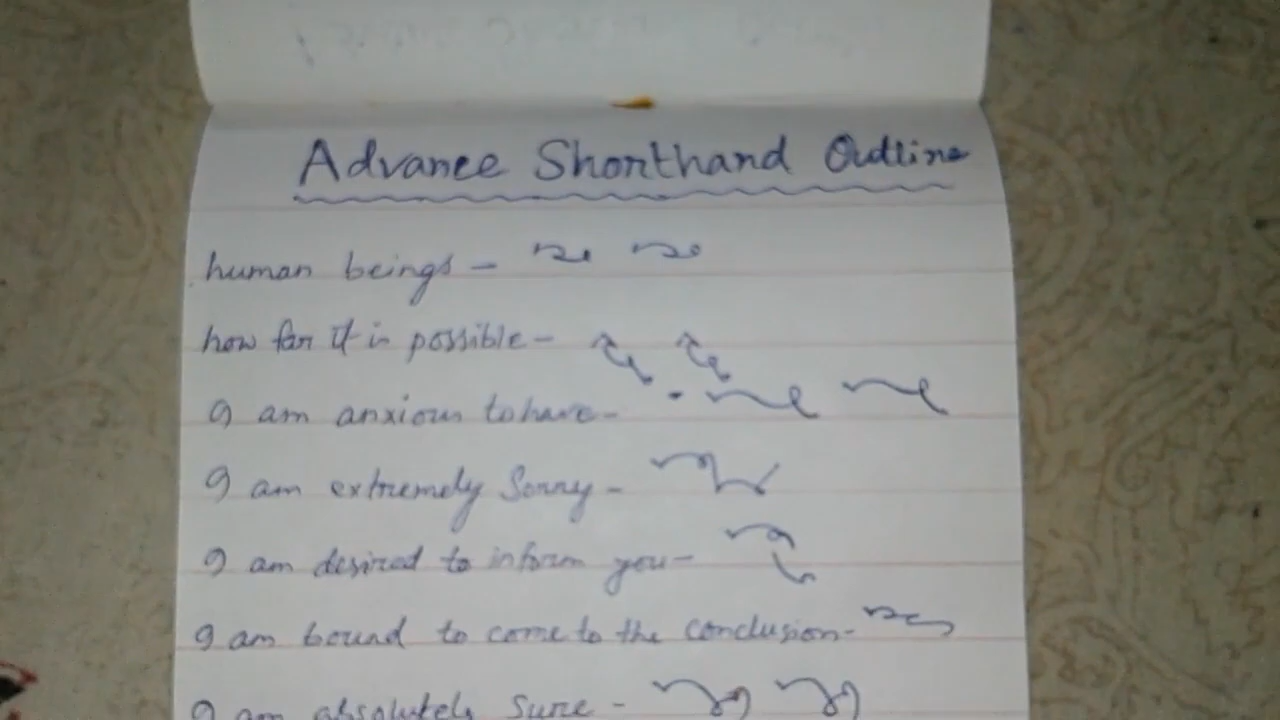 Advance Shorthand Outline
human beings -
how far it is possible -
I am anxious to have -
I am extremely Sorry -
I am desired to inform you -
I am bound to come to the conclusion -
I am absolutely Sure -